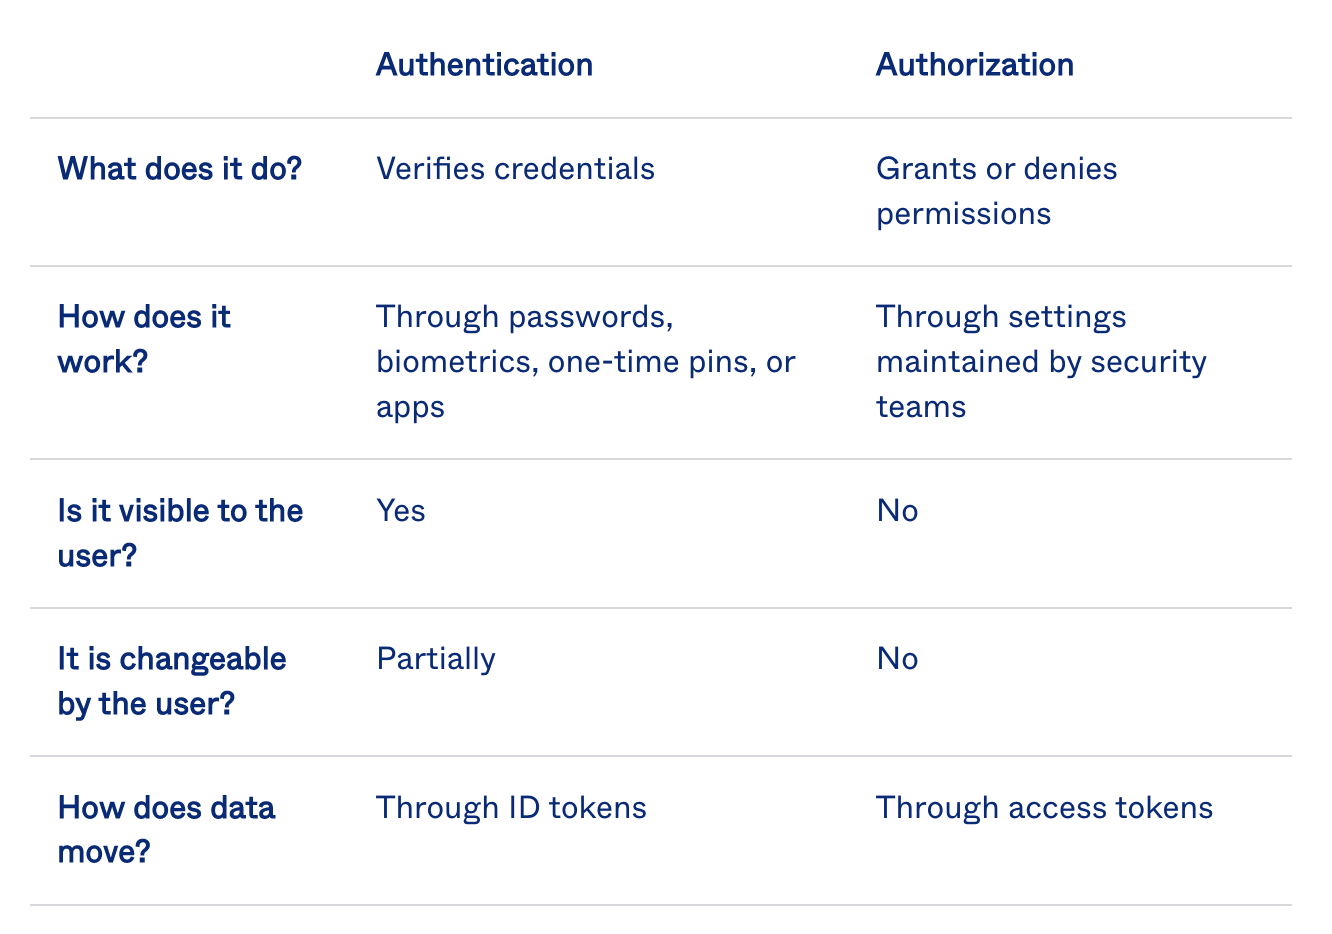 Authentication Authorization
What does it do? Verifies credentials Grants or denies
permissions
How does it Through passwords, Through settings
work? biometrics, one-time pins, or maintained by security
apps teams
Is it visible to the Yes No
user?
It is changeable Partially No
by the user?
How does data Through ID tokens Through access tokens
move?